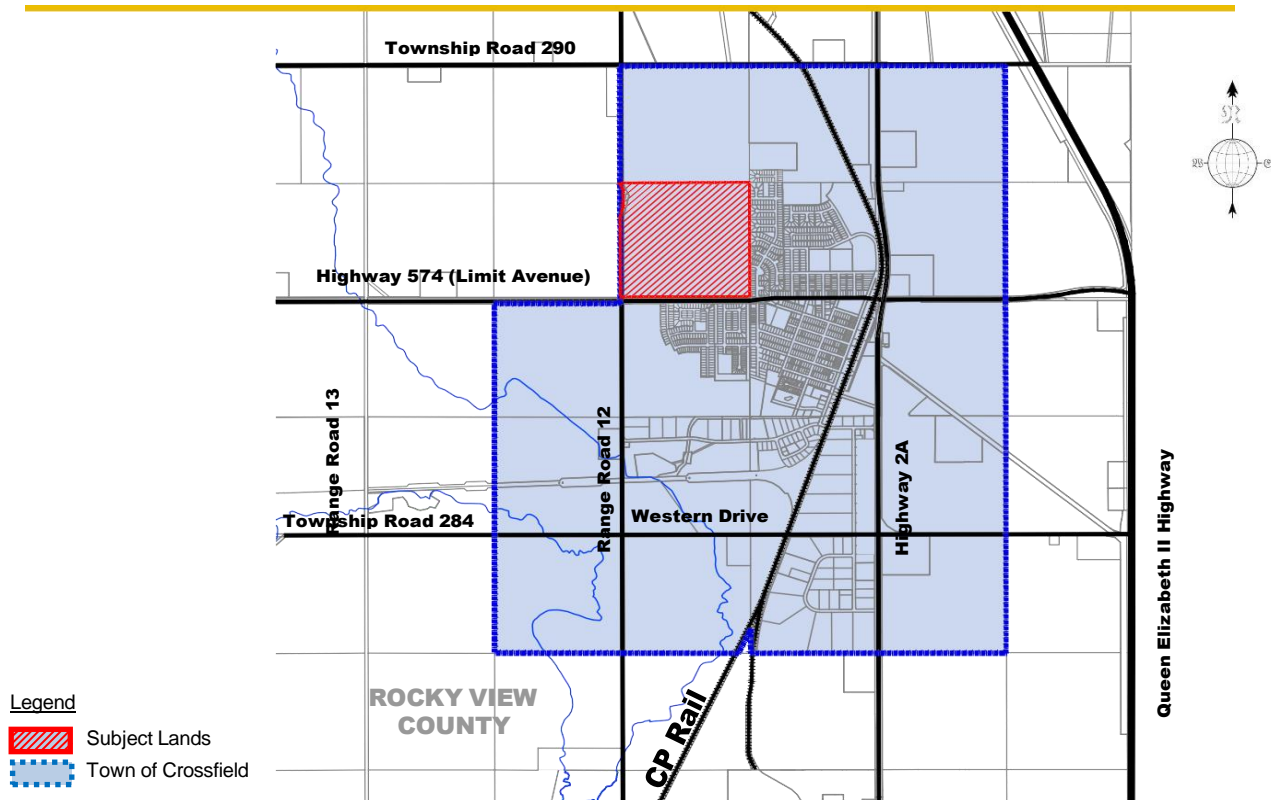 Township Road 290
Highway 574 (Limit Avenue)
Range Road 13
Range Road 12
Highway 2A
Queen Elizabeth II Highway
Township Road 284
Western Drive
ROCKY VIEW
COUNTY
CP Rail
Legend
Subject Lands
Town of Crossfield